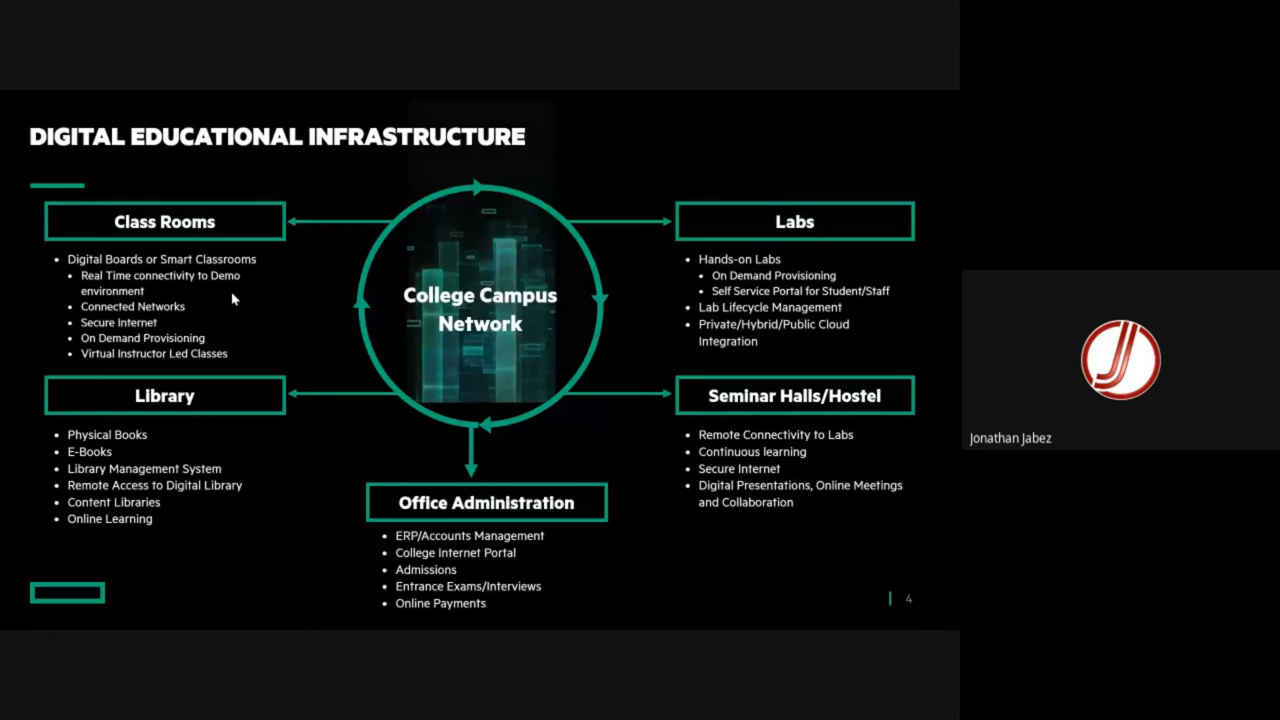 DIGITAL EDUCATIONAL INFRASTRUCTURE
Class Rooms
• Digital Boards or Smart Classrooms
• Real Time connectivity to Demo
environment
• Connected Networks
• Secure Internet
• On Demand Provisioning
• Virtual Instructor Led Classes
College Campus
Network
Labs
• Hands-on Labs
• On Demand Provisioning
• Self Service Portal for Student/Staff
• Lab Lifecycle Management
• Private/Hybrid/Public Cloud
Integration
Library
• Physical Books
• E-Books
• Library Management System
• Remote Access to Digital Library
• Content Libraries
• Online Learning
Seminar Halls/Hostel
• Remote Connectivity to Labs
• Continuous learning
• Secure Internet
• Digital Presentations, Online Meetings
and Collaboration
Office Administration
• ERP/Accounts Management
• College Internet Portal
• Admissions
• Entrance Exams/Interviews
• Online Payments
4
Jonathan Jabez